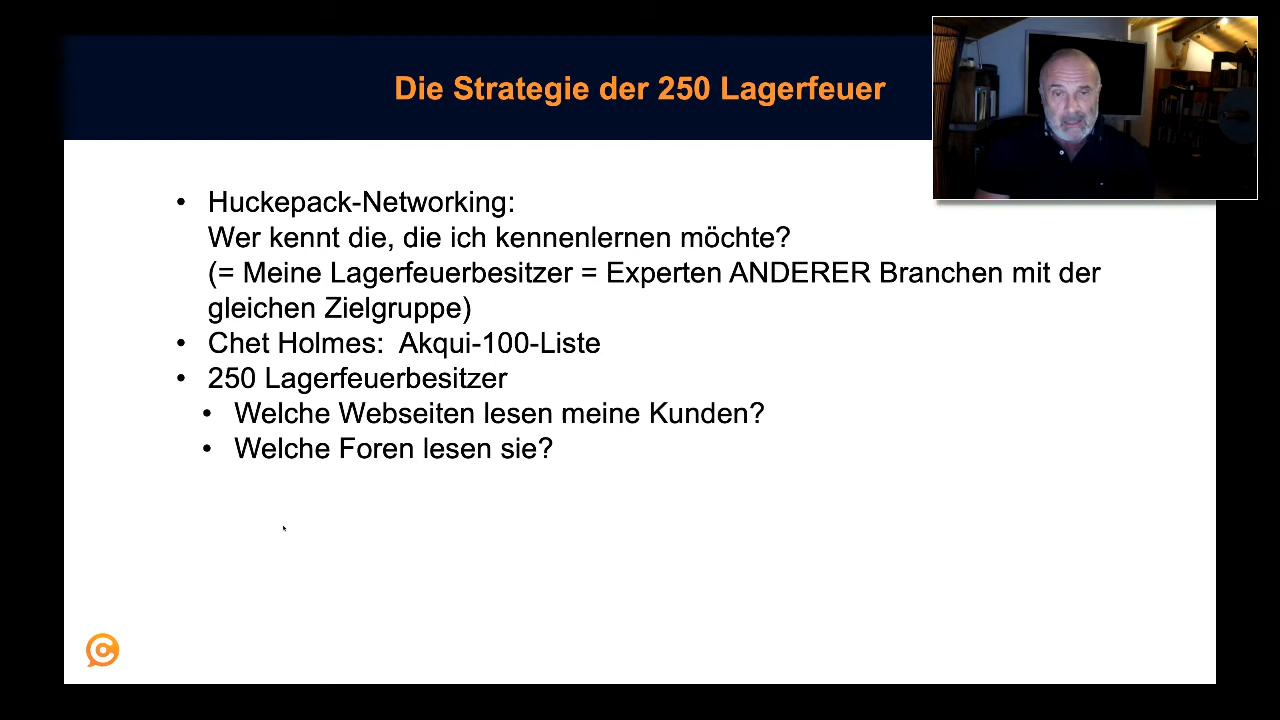 Die Strategie der 250 Lagerfeuer
• Huckepack-Networking:
Wer kennt die, die ich kennenlernen möchte?
(= Meine Lagerfeuerbesitzer = Experten ANDERER Branchen mit der
gleichen Zielgruppe)
• Chet Holmes: Akqui-100-Liste
• 250 Lagerfeuerbesitzer
• Welche Webseiten lesen meine Kunden?
• Welche Foren lesen sie?